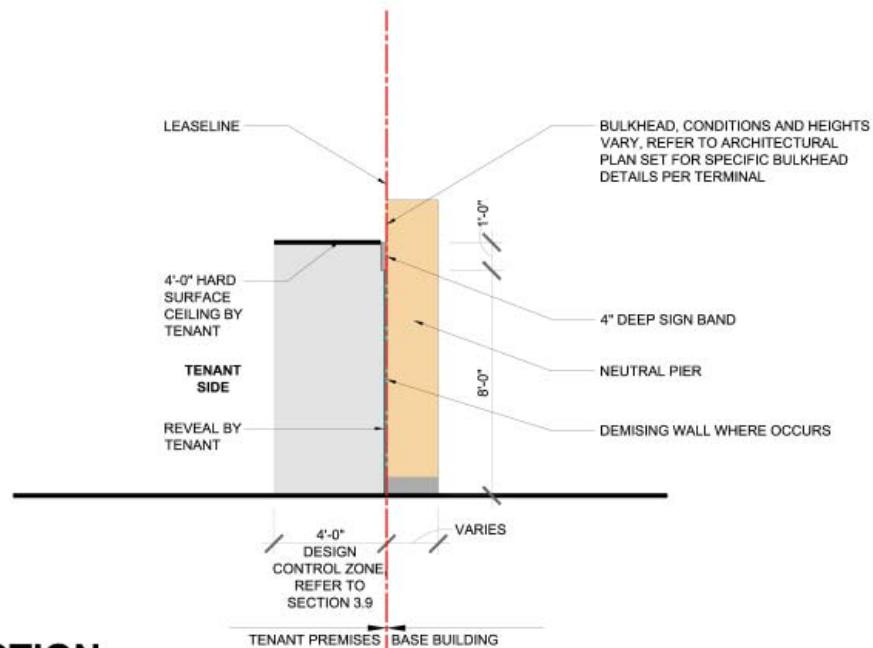 LEASELINE
BULKHEAD, CONDITIONS AND HEIGHTS
VARY, REFER TO ARCHITECTURAL
PLAN SET FOR SPECIFIC BULKHEAD
DETAILS PER TERMINAL
1'-0"
4'-0" HARD
SURFACE
CEILING BY
TENANT
4" DEEP SIGN BAND
TENANT
SIDE
NEUTRAL PIER
8'-0"
REVEAL BY
TENANT
DEMISING WALL WHERE OCCURS
4'-0"
DESIGN
CONTROL ZONE,
REFER TO
SECTION 3.9
VARIES
TENANT PREMISES
BASE BUILDING